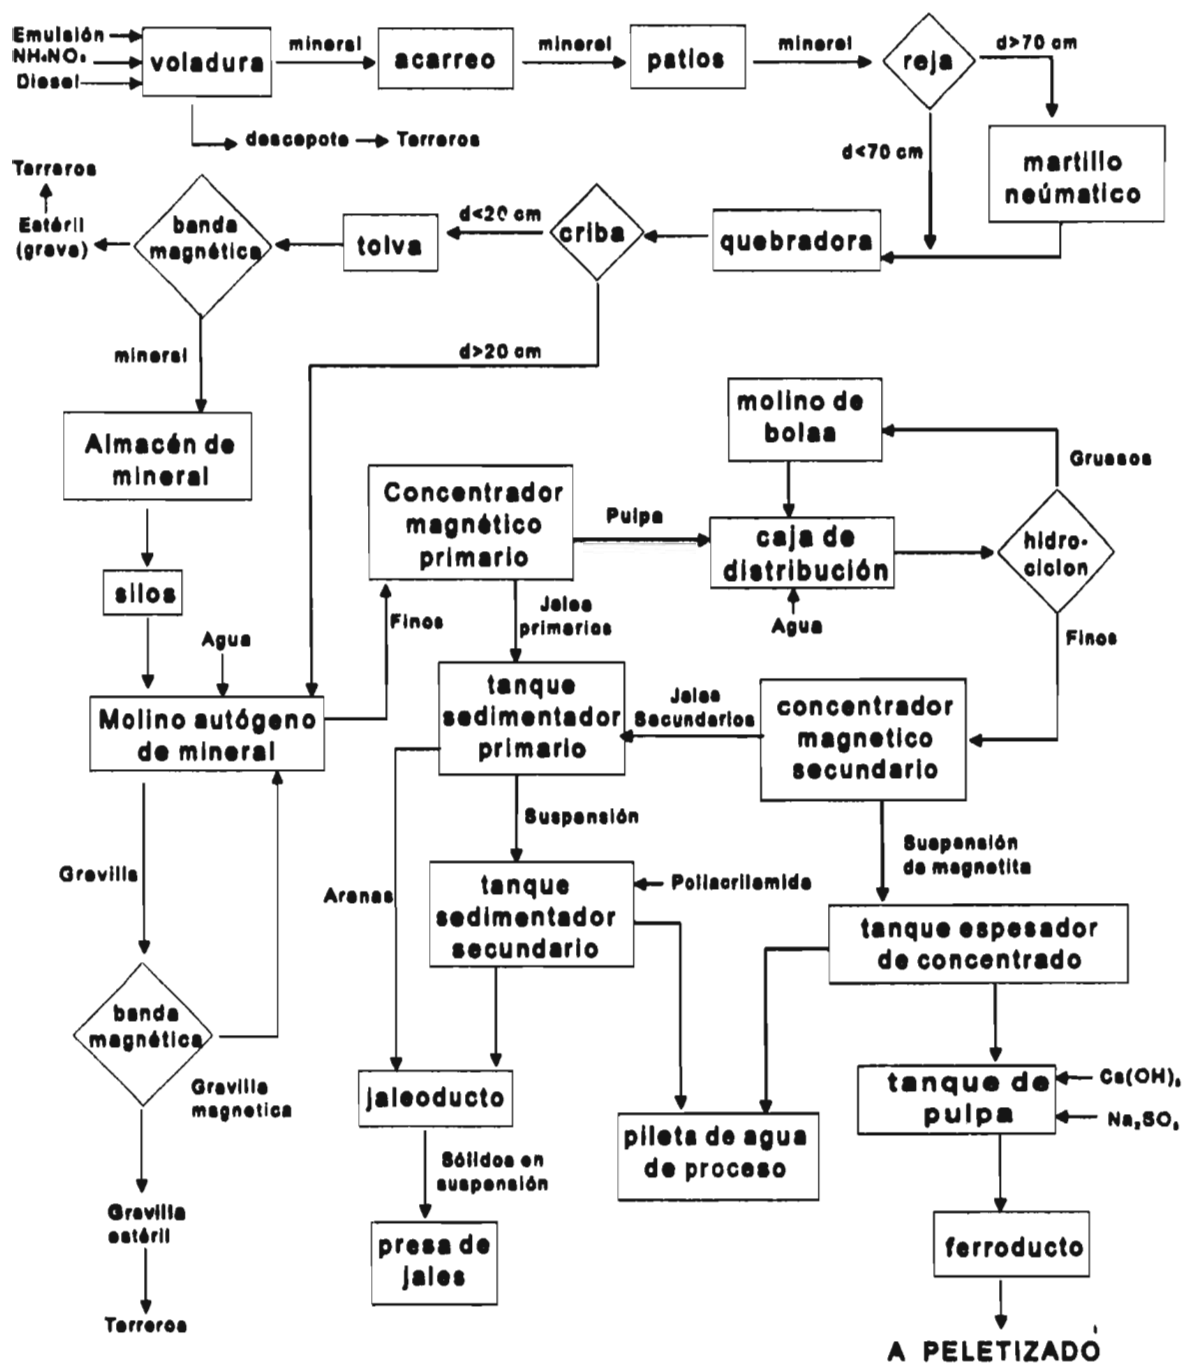 Emulsión
NH₄NO₃
Diesel
voladura
mineral
acarreo
mineral
patios
mineral
reja
d>70 cm
descapote
Terreros
d<70 cm
martillo
neúmatico
Terreros
Estéril
(grava)
banda
magnética
tolva
d<20 cm
criba
quebradora
mineral
d>20 cm
Almacén de
mineral
molino de
bolas
Gruesos
Concentrador
magnético
primario
Pulpa
caja de
distribución
hidro-
ciclon
silos
Agua
Finos
Jales
primarios
Agua
Finos
Molino autógeno
de mineral
tanque
sedimentador
primario
Jales
Secundarios
concentrador
magnetico
secundario
Suspensión
Suspensión
de magnetita
Gravilla
Arenas
tanque
sedimentador
secundario
Poliacrilamida
tanque espesador
de concentrado
banda
magnética
Gravilla
magnetica
jaleoducto
pileta de agua
de proceso
tanque de
pulpa
Ca(OH)₂
Na₂SO₃
Sólidos en
suspensión
Gravilla
estéril
presa de
jales
ferroducto
Terreros
A PELETIZADO